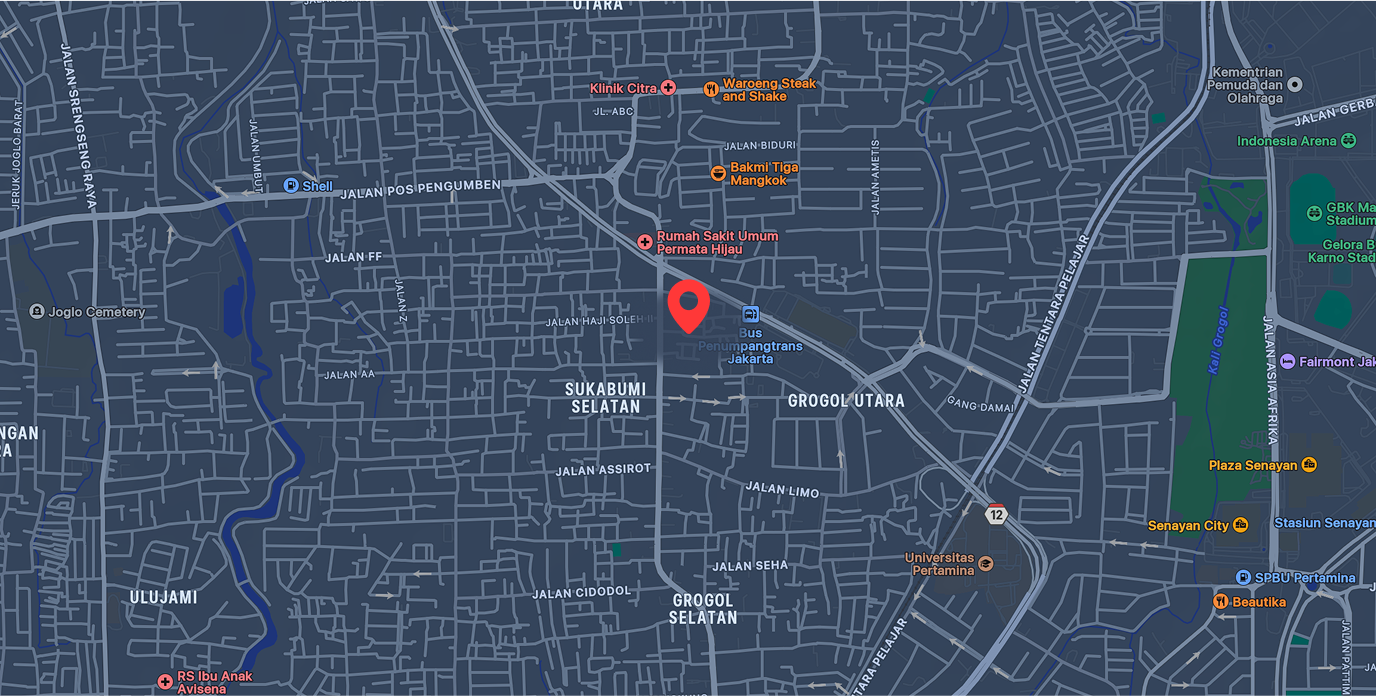 UTARA
JALAN SRENGSENG RAYA
JERUK JOGLO BARAT
Klinik Citra
Waroeng Steak
and Shake
JL. ABC
Kementrian
Pemuda dan
Olahraga
JALAN GERB
Indonesia Arena
JALAN UMBUT
JALAN BIDURI
JALAN AMETIS
Bakmi Tiga
Mangkok
Shell
JALAN POS PENGUMBEN
GBK Ma
Stadium
Gelora B
Karno Stad
Rumah Sakit Umum
Permata Hijau
JALAN FF
JALAN Z
JALAN TENTARA PELAJAR
Joglo Cemetery
JALAN HAJI SOLEH II
Bus
Penumpangtrans
Jakarta
Kali Grogol
JALAN ASIA AFRIKA
Fairmont Jak
JALAN AA
SUKABUMI
SELATAN
GROGOL UTARA
GANG DAMAI
NGAN
RA
JALAN ASSIROT
JALAN LIMO
Plaza Senayan
12
Senayan City
Stasiun Senayan
Universitas
Pertamina
JALAN SEHA
SPBU Pertamina
JALAN CIDODOL
ULUJAMI
GROGOL
SELATAN
Beautika
TARA PELAJAR
JALAN PATTIM
RS Ibu Anak
Avisena
JA